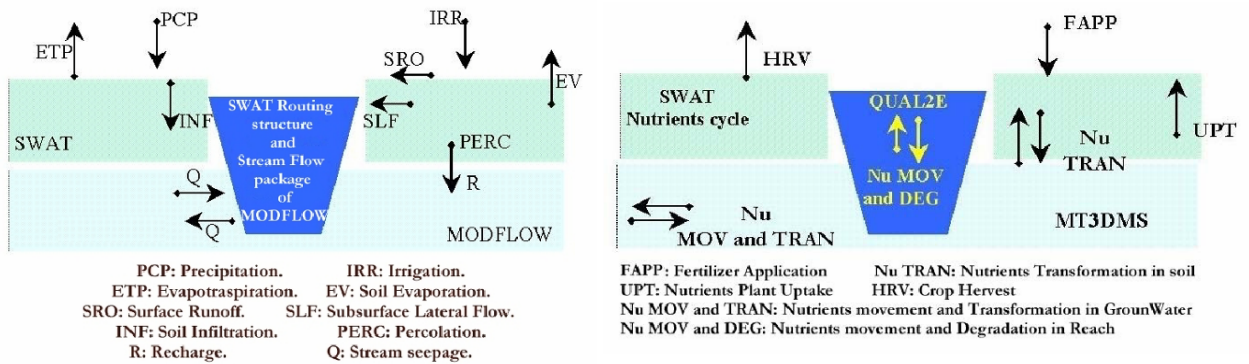 PCP
ETP
INF
SWAT
SWAT Routing
structure
and
Stream Flow
package
of
MODFLOW
Q
Q
IRR
SRO
SLF
EV
PERC
R
MODFLOW
PCP: Precipitation. IRR: Irrigation.
ETP: Evapotraspiration. EV: Soil Evaporation.
SRO: Surface Runoff. SLF: Subsurface Lateral Flow.
INF: Soil Infiltration. PERC: Percolation.
R: Recharge. Q: Stream seepage.
HRV
SWAT
Nutrients cycle
QUAL2E
Nu MOV
and DEG
FAPP
UPT
Nu
TRAN
Nu
MOV and TRAN
MT3DMS
FAPP: Fertilizer Application Nu TRAN: Nutrients Transformation in soil
UPT: Nutrients Plant Uptake HRV: Crop Hervest
Nu MOV and TRAN: Nutrients movement and Transformation in GrounWater
Nu MOV and DEG: Nutrients movement and Degradation in Reach